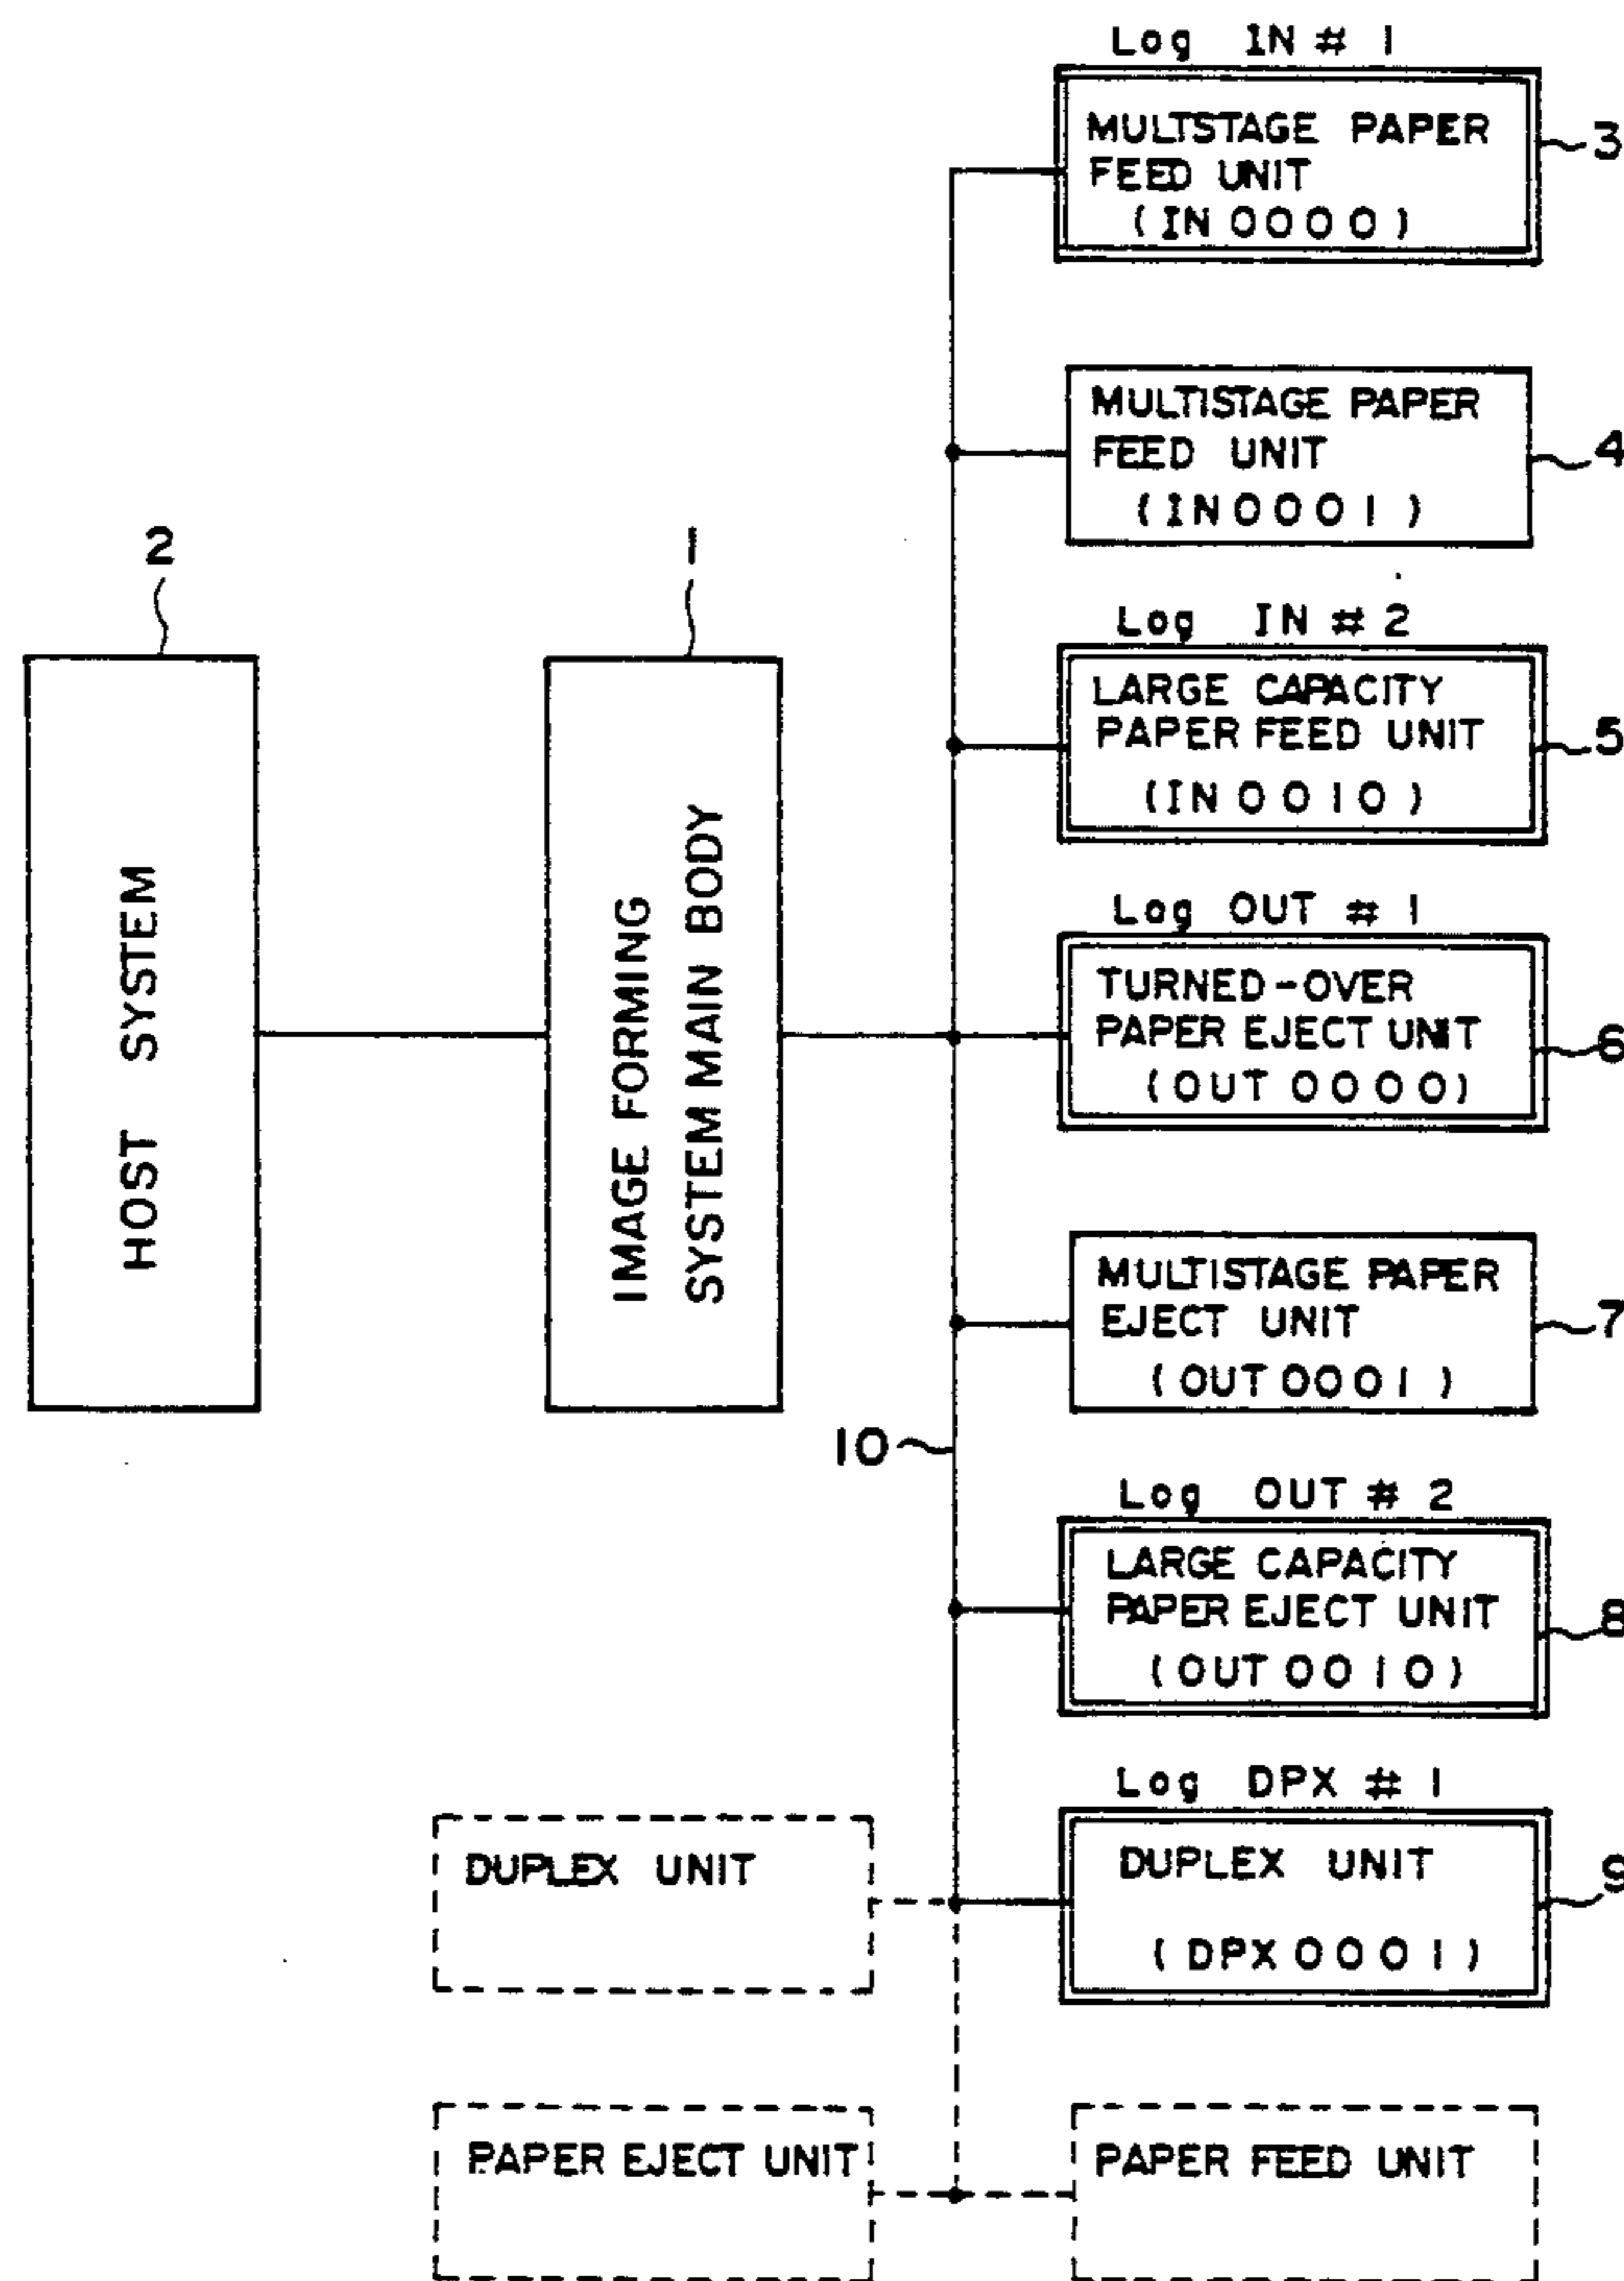 Log IN # 1
MULTSTAGE PAPER
FEED UNIT
(IN 0000)
3
MULTISTAGE PAPER
FEED UNIT
(IN0001)
4
2
1
Log IN # 2
LARGE CAPACITY
PAPER FEED UNIT
(IN0010)
5
HOST SYSTEM
IMAGE FORMING
SYSTEM MAIN BODY
Log OUT # 1
TURNED-OVER
PAPER EJECT UNIT
(OUT 0000)
6
MULTISTAGE PAPER
EJECT UNIT
(OUT 0001)
7
10
Log OUT # 2
LARGE CAPACITY
PAPER EJECT UNIT
(OUT 0010)
8
Log DPX # 1
DUPLEX UNIT
(DPX0001)
9
DUPLEX UNIT
PAPER EJECT UNIT
PAPER FEED UNIT